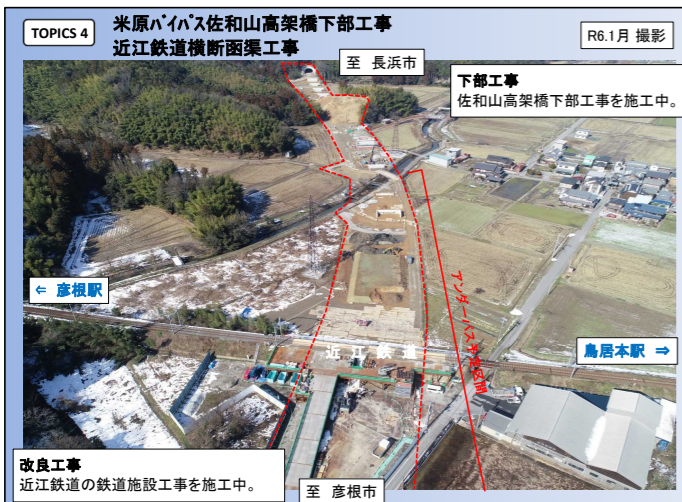 TOPICS 4
米原バイパス佐和山高架橋下部工事
近江鉄道横断函渠工事
R6.1月 撮影
至 長浜市
下部工事
佐和山高架橋下部工事を施工中。
⇐ 彦根駅
近江鉄道
アンダーパス予定区間
鳥居本駅 ⇒
改良工事
近江鉄道の鉄道施設工事を施工中。
至 彦根市